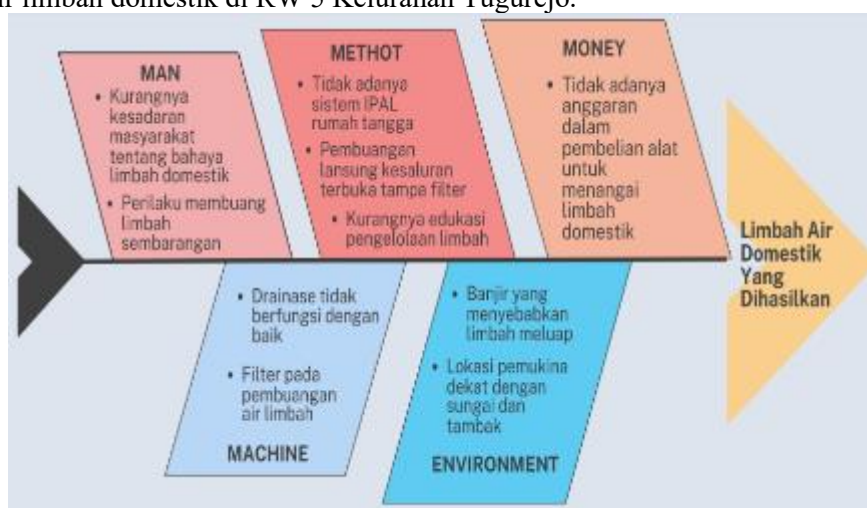 ir limbah domestik di RW 5 Kelurahan Tugurejo.
MAN
• Kurangnya
kesadaran
masyarakat
tentang bahaya
limbah domestik
• Perilaku membuang
limbah
sembarangan
METHOT
• Tidak adanya
sistem IPAL
rumah tangga
• Pembuangan
lansung kesaluran
terbuka tampa filter
• Kurangnya edukasi
pengelolaan limbah
MONEY
• Tidak adanya
anggaran
dalam
pembelian alat
untuk
menangai
limbah
domestik
Limbah Air
Domestik
Yang
Dihasilkan
• Drainase tidak
berfungsi dengan
baik
• Filter pada
pembuangan
air limbah
MACHINE
• Banjir yang
menyebabkan
limbah meluap
• Lokasi pemukina
dekat dengan
sungai dan
tambak
ENVIRONMENT